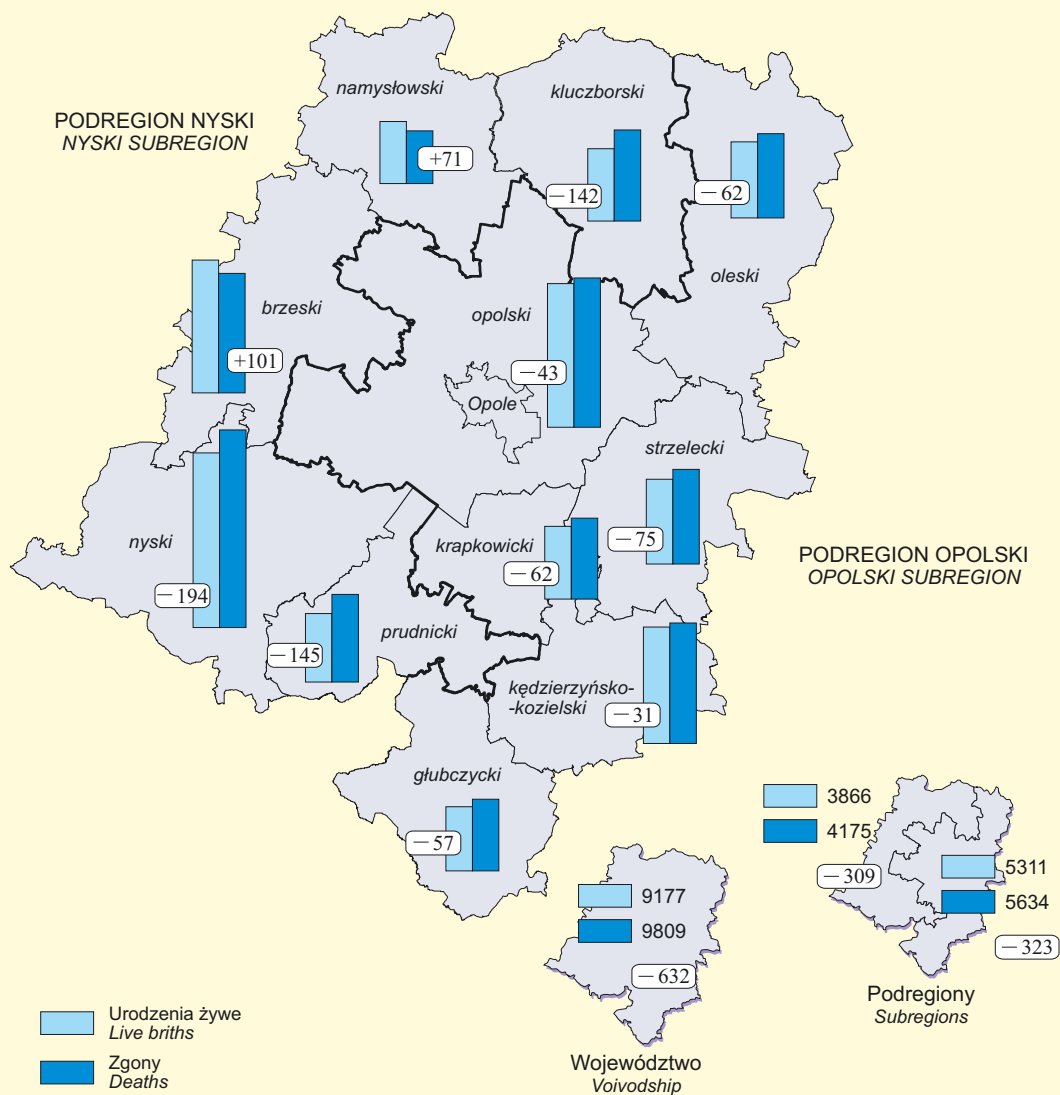 namysłowski
kluczborski
PODREGION NYSKI
NYSKI SUBREGION
+71
−142
−62
oleski
brzeski
opolski
+101
−43
Opole
strzelecki
nyski
krapkowicki
−75
−62
PODREGION OPOLSKI
OPOLSKI SUBREGION
−194
prudnicki
−145
kędzierzyńsko-
-kozielski
−31
głubczycki
−57
3866
4175
−309
5311
5634
−323
Podregiony
Subregions
9177
9809
−632
Województwo
Voivodship
Urodzenia żywe
Live briths
Zgony
Deaths